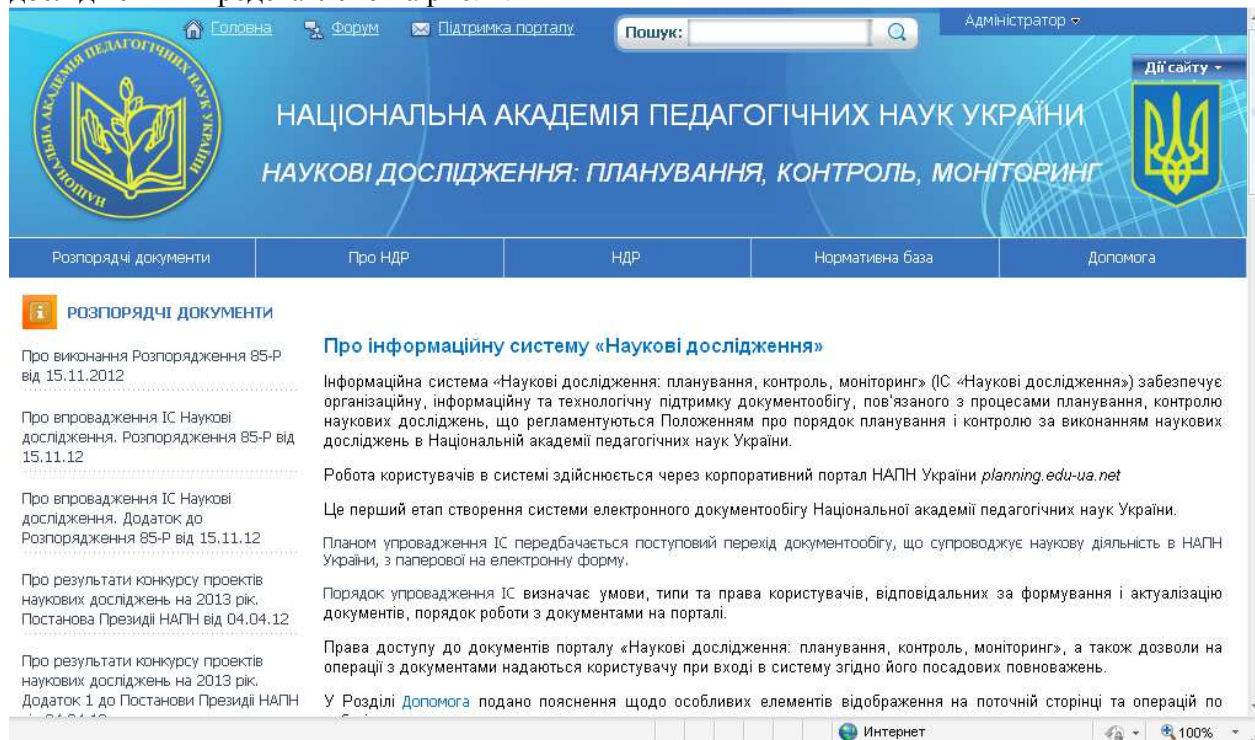 Головна Форум Підтримка порталу Пошук: Адміністратор
Дії сайту
НАЦІОНАЛЬНА АКАДЕМІЯ ПЕДАГОГІЧНИХ НАУК УКРАЇНИ
НАЦІОНАЛЬНА АКАДЕМІЯ ПЕДАГОГІЧНИХ НАУК УКРАЇНИ
НАУКОВІ ДОСЛІДЖЕННЯ: ПЛАНУВАННЯ, КОНТРОЛЬ, МОНІТОРИНГ
Розпорядчі документи Про НДР НДР Нормативна база Допомога
РОЗПОРЯДЧІ ДОКУМЕНТИ
Про виконання Розпорядження 85-Р
від 15.11.2012
Про впровадження ІС Наукові
дослідження. Розпорядження 85-Р від
15.11.12
Про впровадження ІС Наукові
дослідження. Додаток до
Розпорядження 85-Р від 15.11.12
Про результати конкурсу проектів
наукових досліджень на 2013 рік.
Постанова Президії НАПН від 04.04.12
Про результати конкурсу проектів
наукових досліджень на 2013 рік.
Додаток 1 до Постанови Президії НАПН
Про інформаційну систему «Наукові дослідження»
Інформаційна система «Наукові дослідження: планування, контроль, моніторинг» (ІС «Наукові дослідження») забезпечує
організаційну, інформаційну та технологічну підтримку документообігу, пов'язаного з процесами планування, контролю
наукових досліджень, що регламентуються Положенням про порядок планування і контролю за виконанням наукових
досліджень в Національній академії педагогічних наук України.
Робота користувачів в системі здійснюється через корпоративний портал НАПН України planning.edu-ua.net
Це перший етап створення системи електронного документообігу Національної академії педагогічних наук України.
Планом упровадження ІС передбачається поступовий перехід документообігу, що супроводжує наукову діяльність в НАПН
України, з паперової на електронну форму.
Порядок упровадження ІС визначає умови, типи та права користувачів, відповідальних за формування і актуалізацію
документів, порядок роботи з документами на порталі.
Права доступу до документів порталу «Наукові дослідження: планування, контроль, моніторинг», а також дозволи на
операції з документами надаються користувачу при вході в систему згідно його посадових повноважень.
У Розділі Допомога подано пояснення щодо особливих елементів відображення на поточній сторінці та операцій по
Интернет 100%